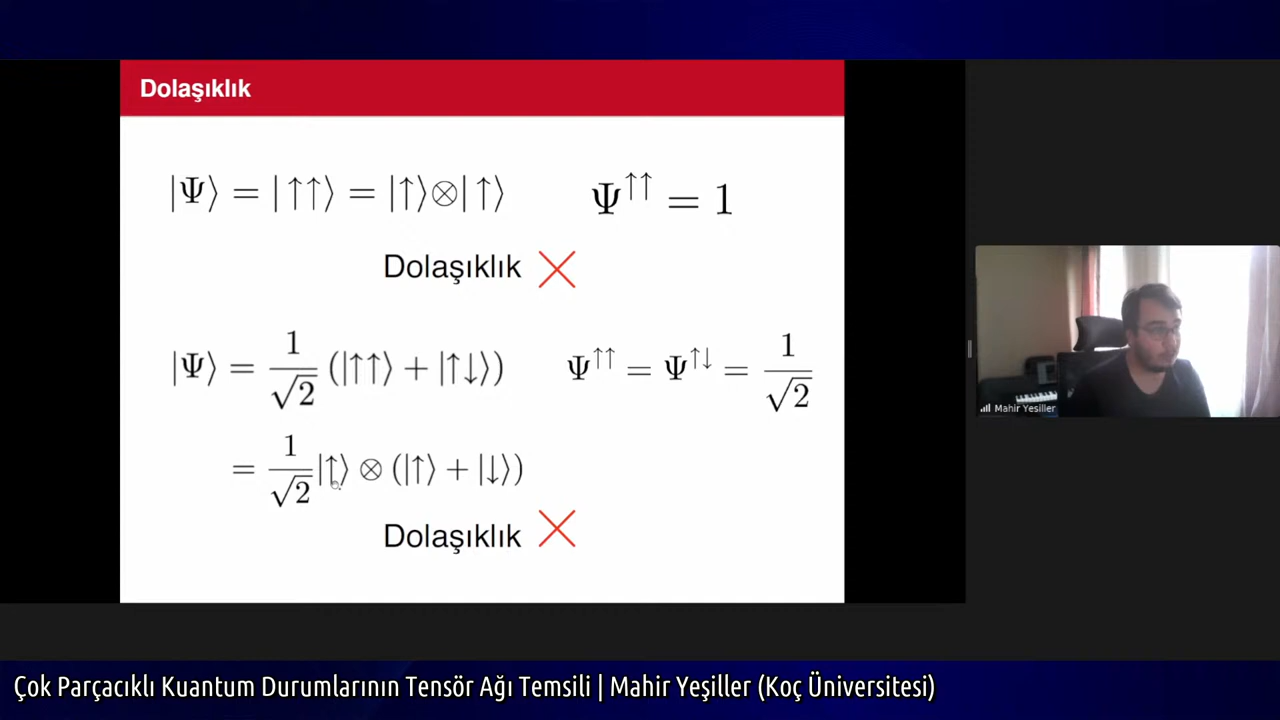 Dolaşıklık
|Ψ⟩ = |↑↑⟩ = |↑⟩⊗|↑⟩ Ψ^↑↑ = 1
Dolaşıklık
|Ψ⟩ = 1/√2 (|↑↑⟩ + |↑↓⟩) Ψ^↑↑ = Ψ^↑↓ = 1/√2
= 1/√2 |↑⟩ ⊗ (|↑⟩ + |↓⟩)
Dolaşıklık
Mahir Yesiller
Çok Parçacıklı Kuantum Durumlarının Tensör Ağı Temsili | Mahir Yeşiller (Koç Üniversitesi)